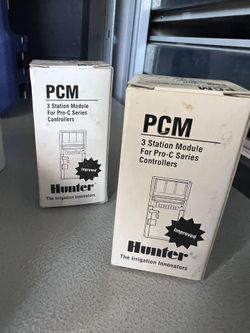 PCM
3 Station Module
For Pro-C Series
Controllers
Improved
Hunter
The Irrigation Innovators
PCM
3 Station Module
For Pro-C Series
Controllers
Improved
Hunter
The Irrigation Innovators